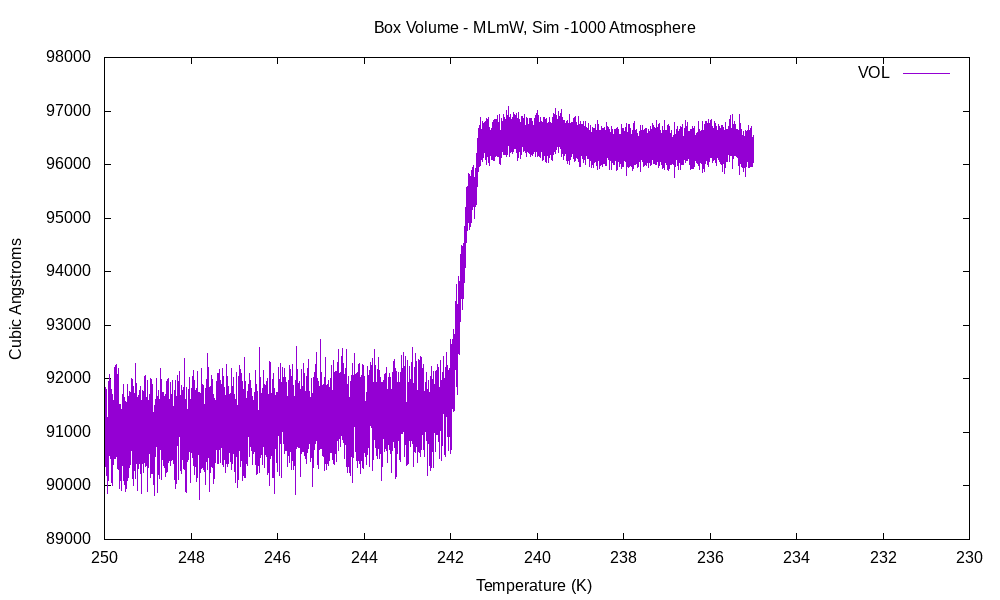 Box Volume - MLmW, Sim -1000 Atmosphere
VOL
98000
97000
96000
95000
94000
93000
92000
91000
90000
89000
Cubic Angstroms
250 248 246 244 242 240 238 236 234 232 230
Temperature (K)